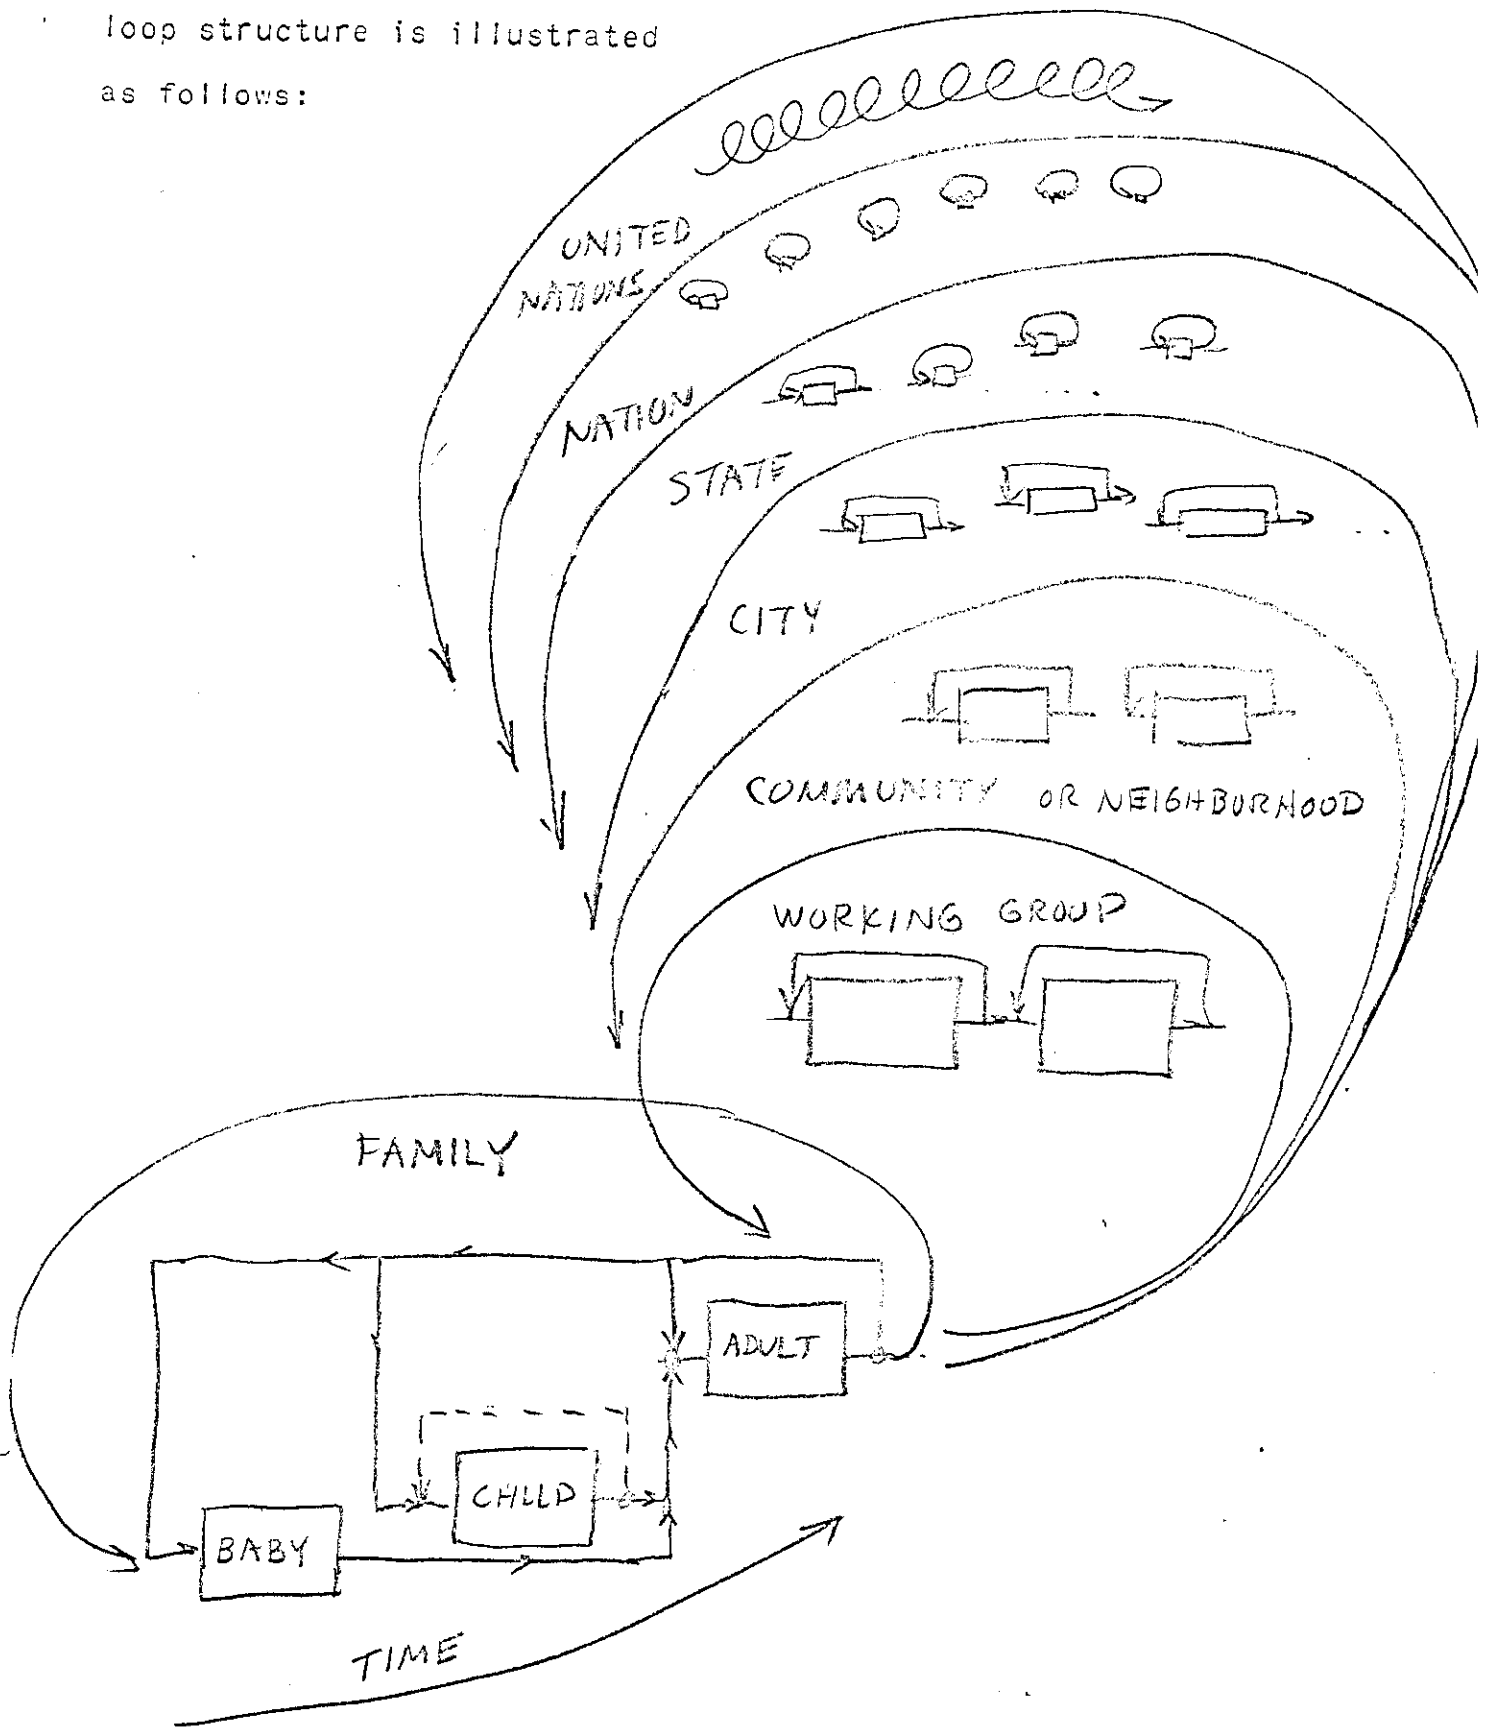 loop structure is illustrated
as follows:
UNITED
NATIONS
NATION
STATE
CITY
COMMUNITY OR NEIGHBURHOOD
WORKING GROUP
FAMILY
ADULT
CHILD
BABY
TIME